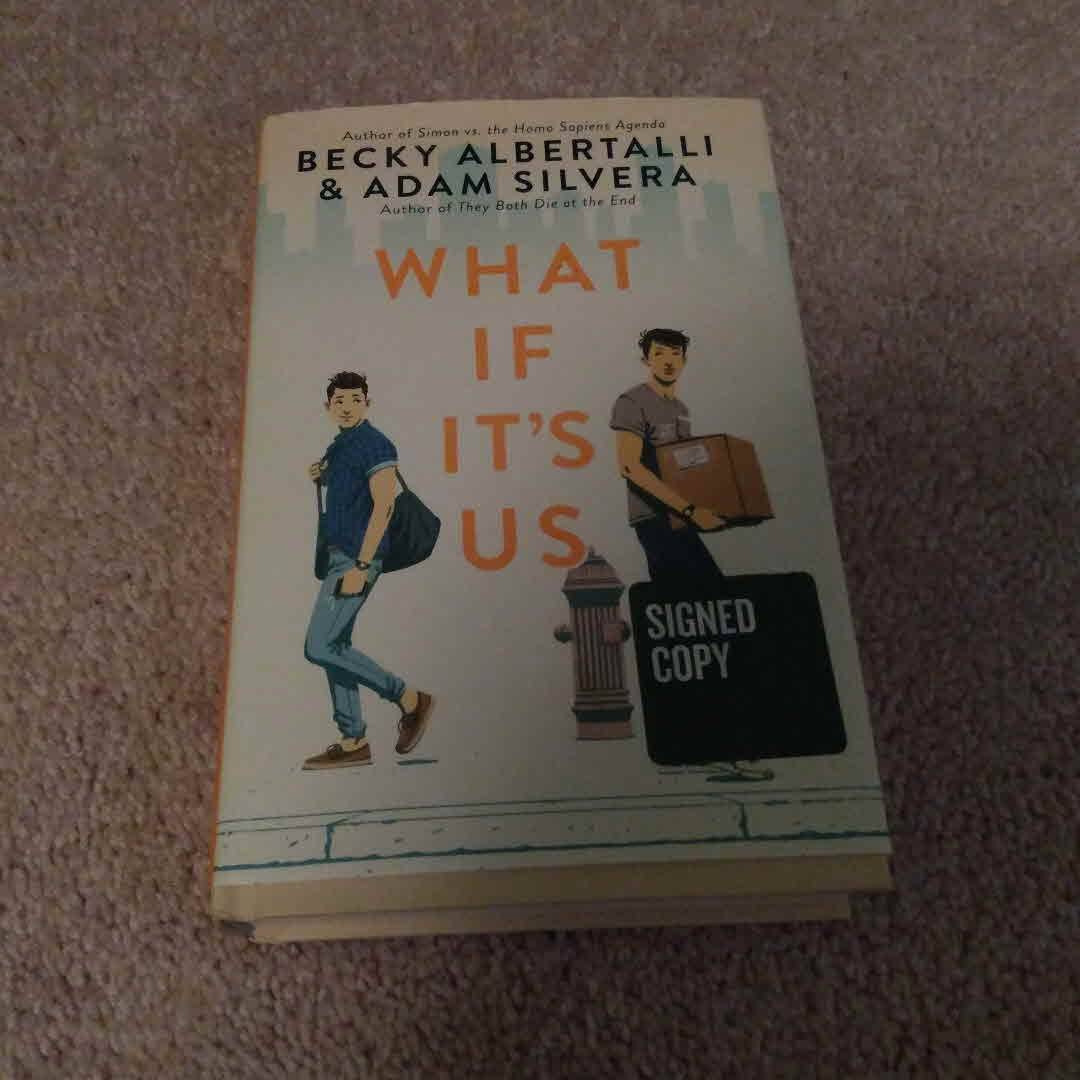 Author of Simon vs. the Homo Sapiens Agenda
BECKY ALBERTALLI
& ADAM SILVERA
Author of They Both Die at the End
WHAT
IF
IT'S
US
SIGNED
COPY